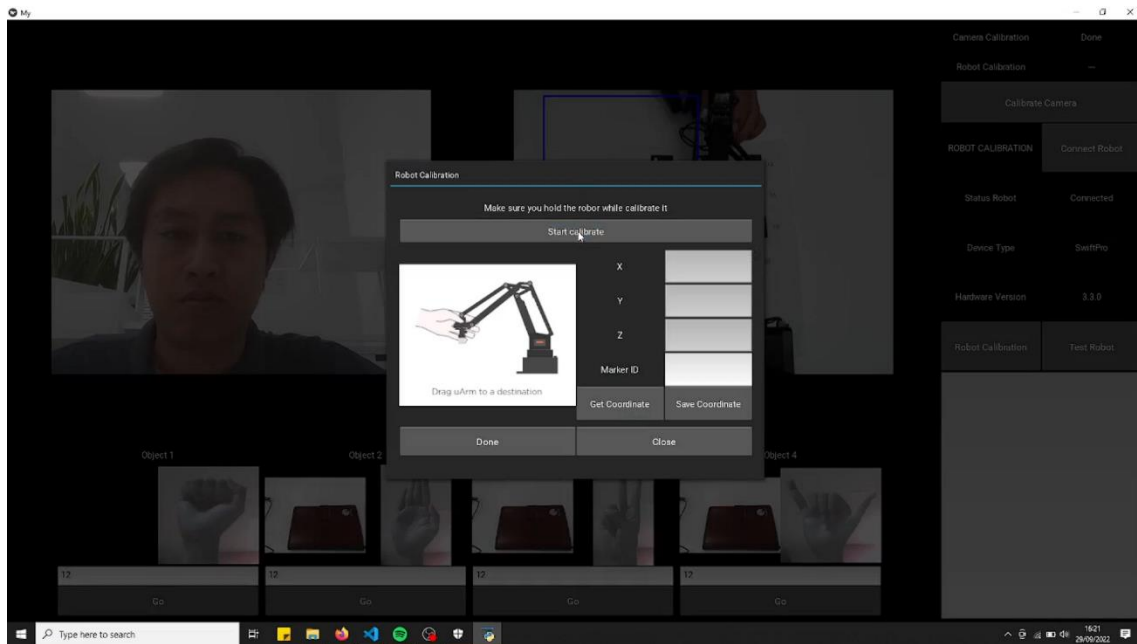 My
Camera Calibration Done
Robot Calibration --
Calibrate Camera
ROBOT CALIBRATION Connect Robot
Status Robot Connected
Device Type SwiftPro
Hardware Version 3.3.0
Robot Calibration Test Robot
Robot Calibration
Make sure you hold the robor while calibrate it
Start calibrate
X
Y
Z
Marker ID
Drag uArm to a destination
Get Coordinate Save Coordinate
Done Close
Object 1 Object 2 Object 4
12 12 12 12
Go Go Go Go
Type here to search
16:21
29/09/2022